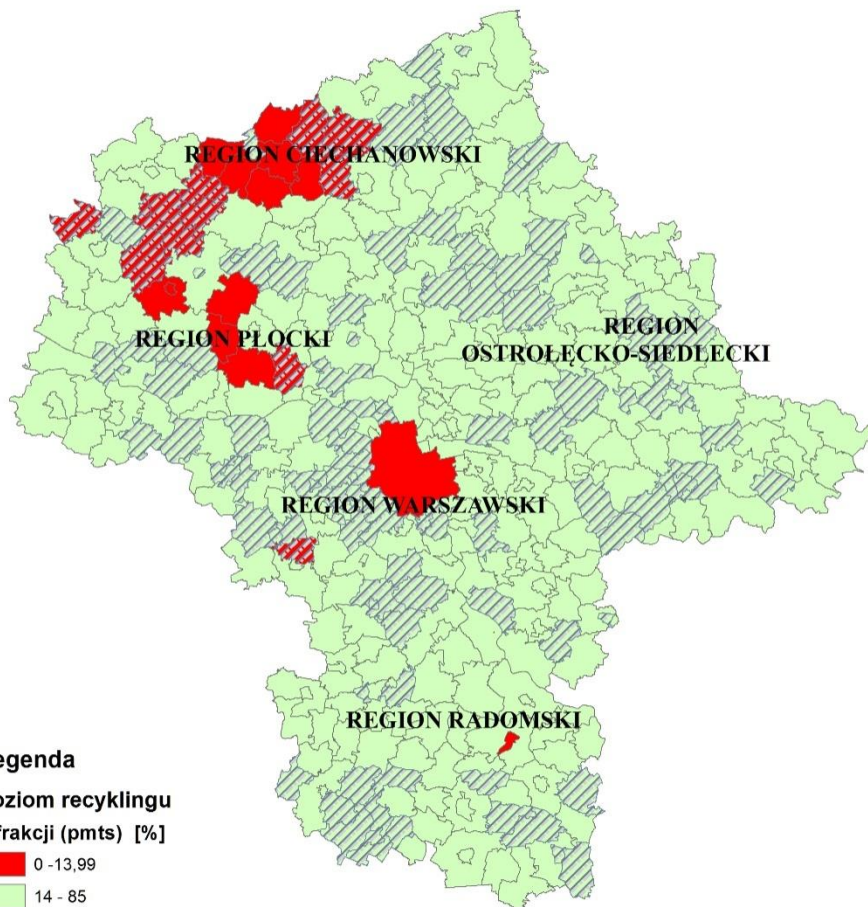 REGION CIECHANOWSKI
REGION PŁOCKI
REGION
OSTROŁĘCKO-SIEDLECKI
REGION WARSZAWSKI
REGION RADOMSKI
egenda
oziom recyklingu
frakcji (pmts) [%]
0 -13,99
14 - 85